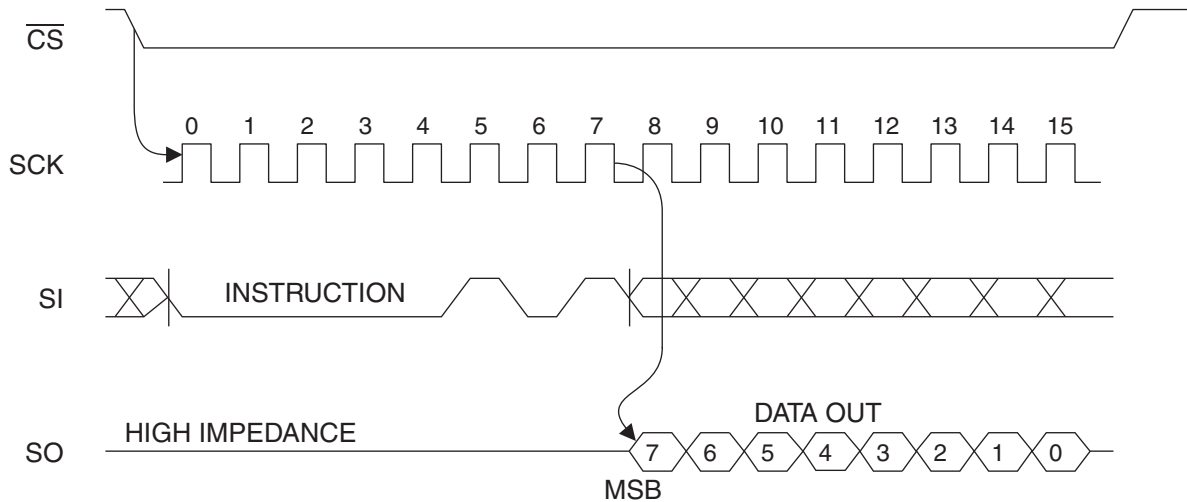 CS
0 1 2 3 4 5 6 7 8 9 10 11 12 13 14 15
SCK
SI
INSTRUCTION
DATA OUT
HIGH IMPEDANCE
SO
7 6 5 4 3 2 1 0
MSB